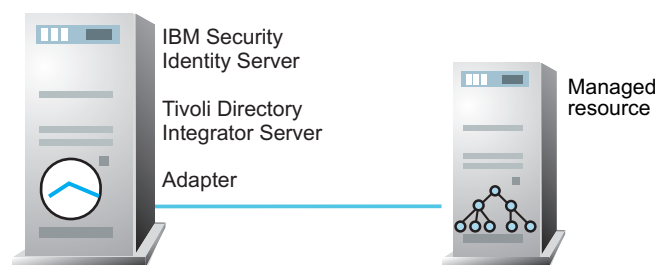 IBM Security
Identity Server
Tivoli Directory
Integrator Server
Adapter
Managed
resource